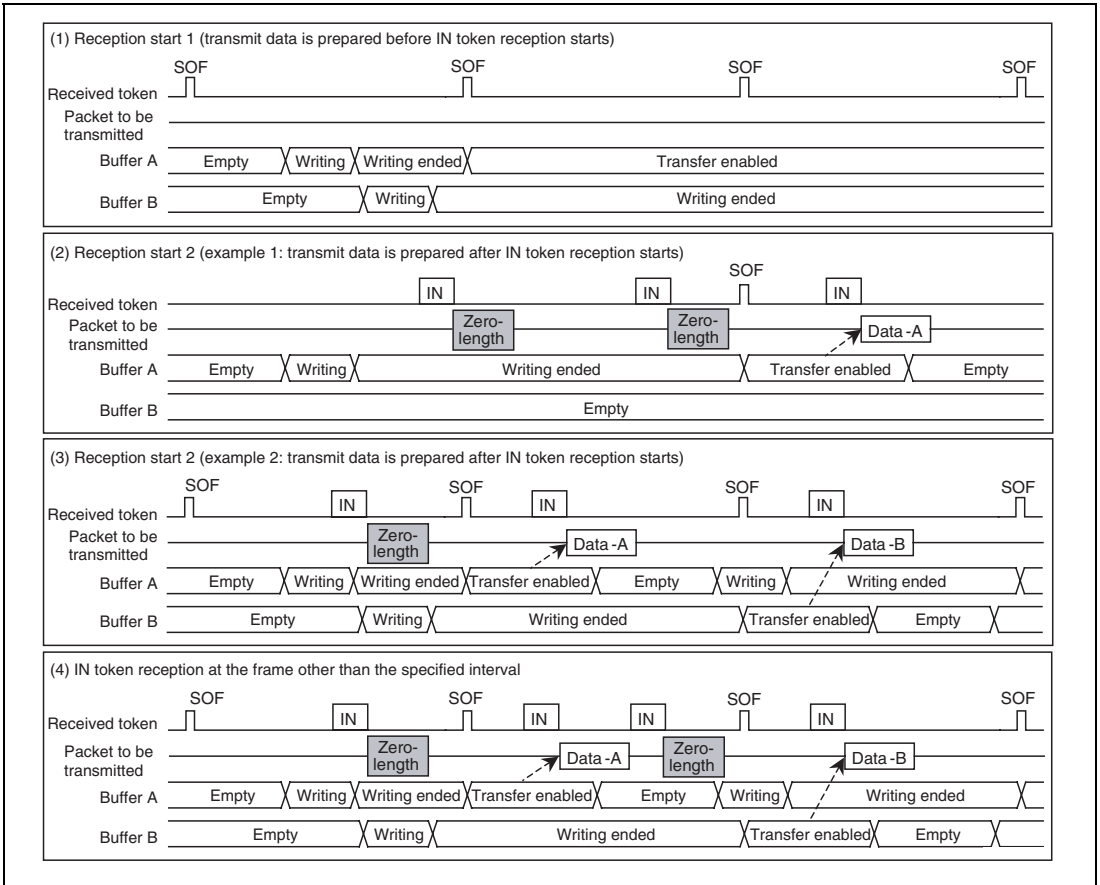 (1) Reception start 1 (transmit data is prepared before IN token reception starts)
SOF SOF SOF SOF
Received token
Packet to be
transmitted
Buffer A Empty Writing Writing ended Transfer enabled
Buffer B Empty Writing Writing ended
(2) Reception start 2 (example 1: transmit data is prepared after IN token reception starts)
SOF
Received token IN IN IN
Packet to be
transmitted
Zero-
length
Zero-
length
Data-A
Buffer A Empty Writing Writing ended Transfer enabled Empty
Buffer B Empty
(3) Reception start 2 (example 2: transmit data is prepared after IN token reception starts)
SOF SOF SOF SOF
Received token IN IN IN
Packet to be
transmitted
Zero-
length
Data-A Data-B
Buffer A Empty Writing Writing ended Transfer enabled Empty Writing Writing ended
Buffer B Empty Writing Writing ended Transfer enabled Empty
(4) IN token reception at the frame other than the specified interval
SOF SOF SOF SOF
Received token IN IN IN IN
Packet to be
transmitted
Zero-
length
Data-A
Zero-
length
Data-B
Buffer A Empty Writing Writing ended Transfer enabled Empty Writing Writing ended
Buffer B Empty Writing Writing ended Transfer enabled Empty